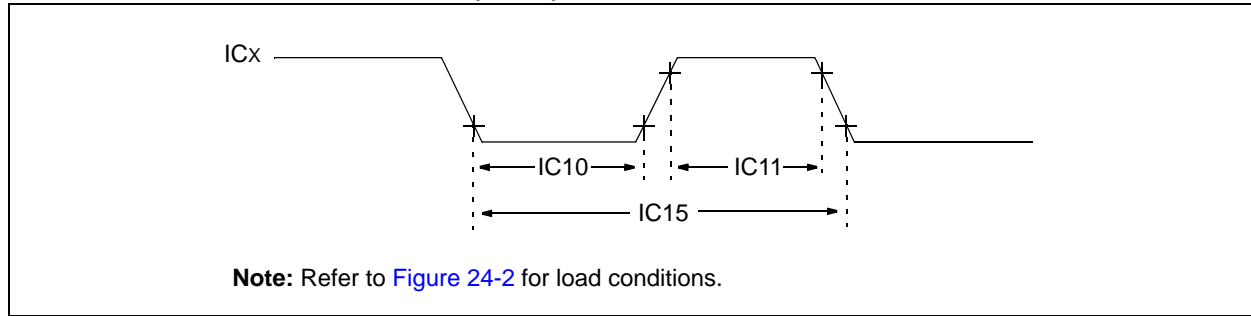 ICX
IC10
IC11
IC15
Note: Refer to Figure 24-2 for load conditions.